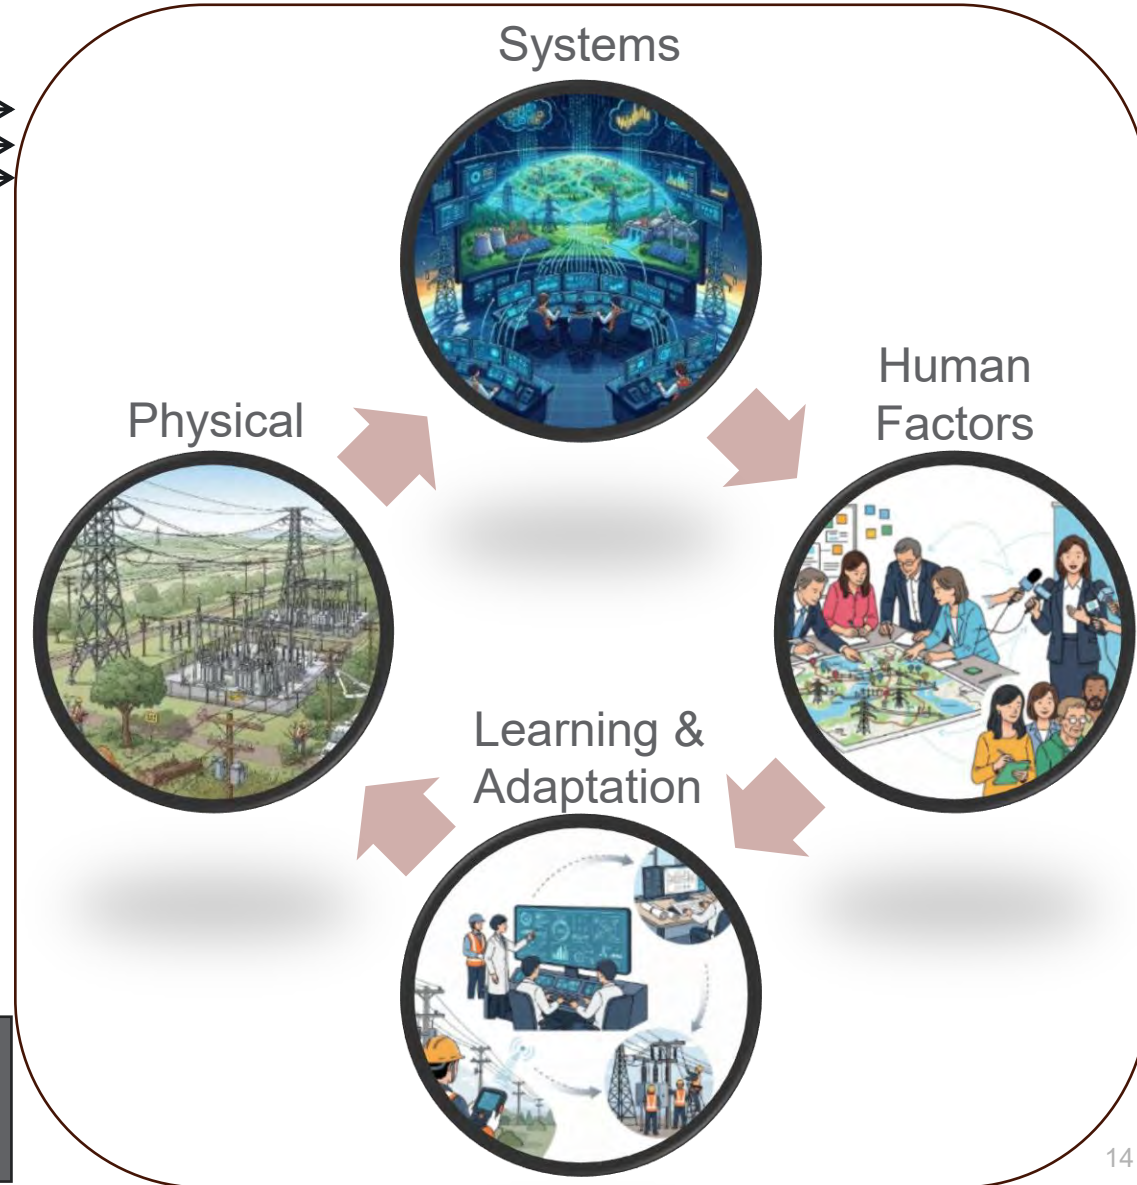 Systems
Human
Factors
Physical
Learning &
Adaptation
14